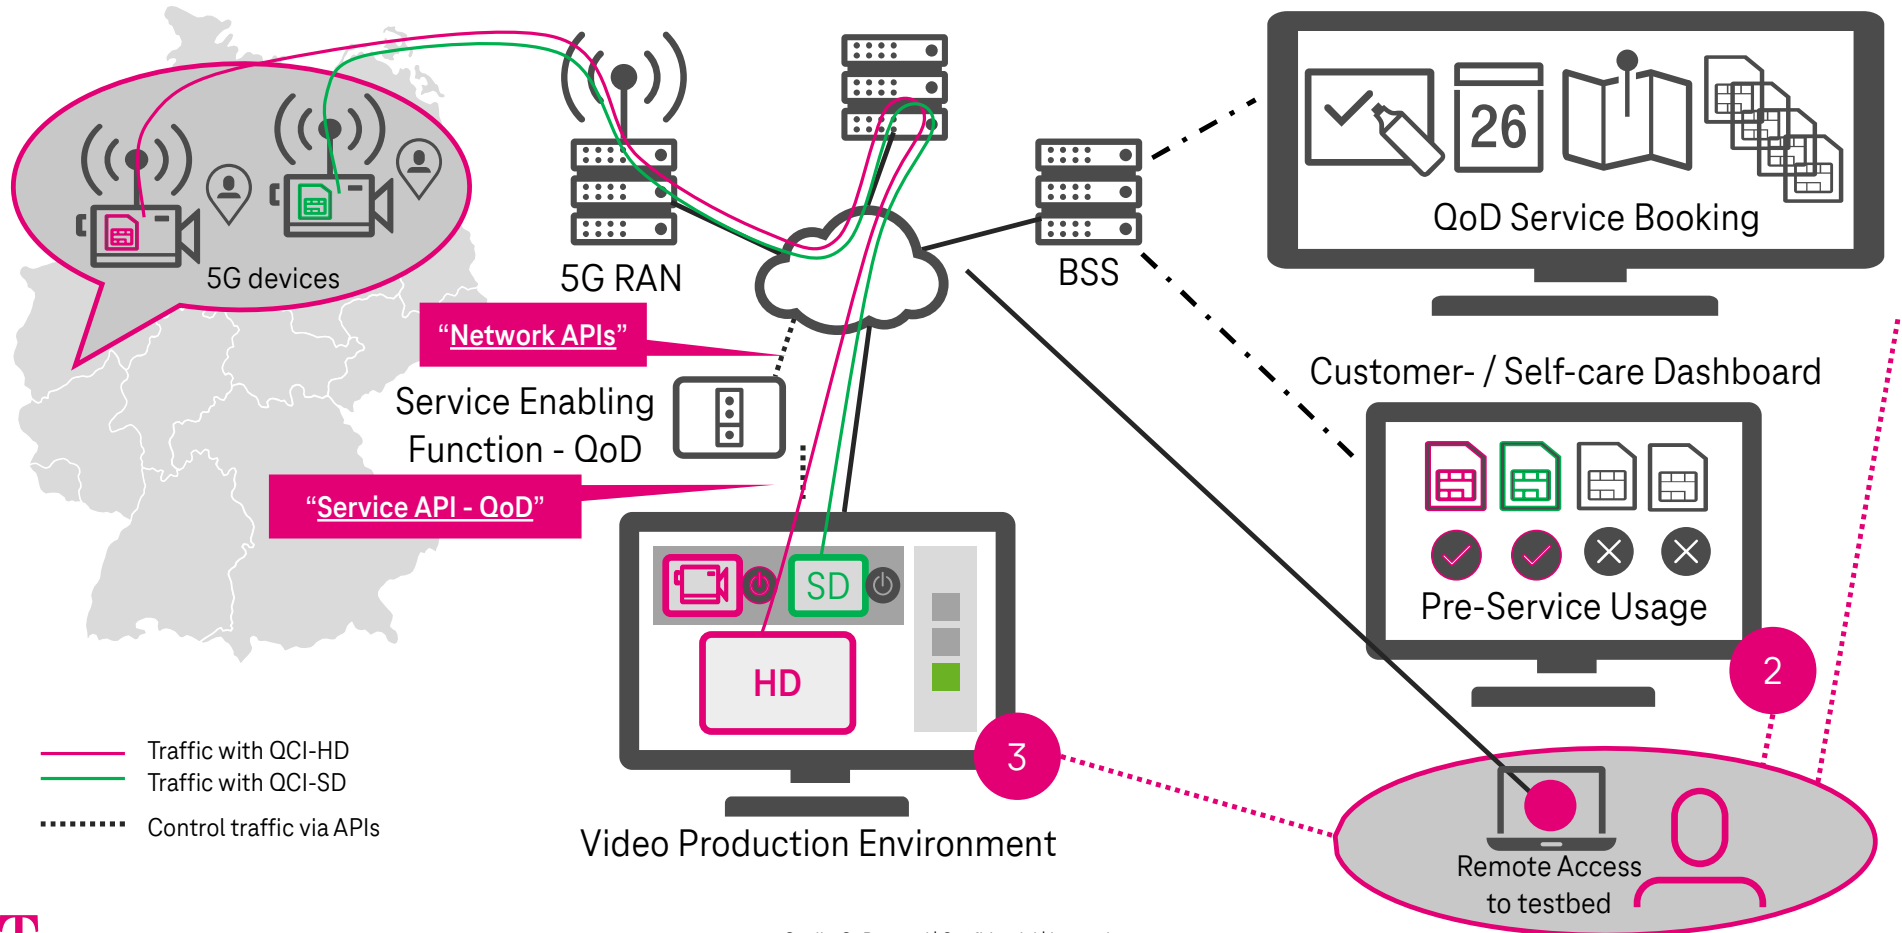 26
QoD Service Booking
5G devices
5G RAN
BSS
“Network APIs”
Customer- / Self-care Dashboard
Service Enabling
Function - QoD
“Service API - QoD”
SD
HD
Pre-Service Usage
2
3
Traffic with QCI-HD
Traffic with QCI-SD
Control traffic via APIs
Video Production Environment
Remote Access
to testbed
T